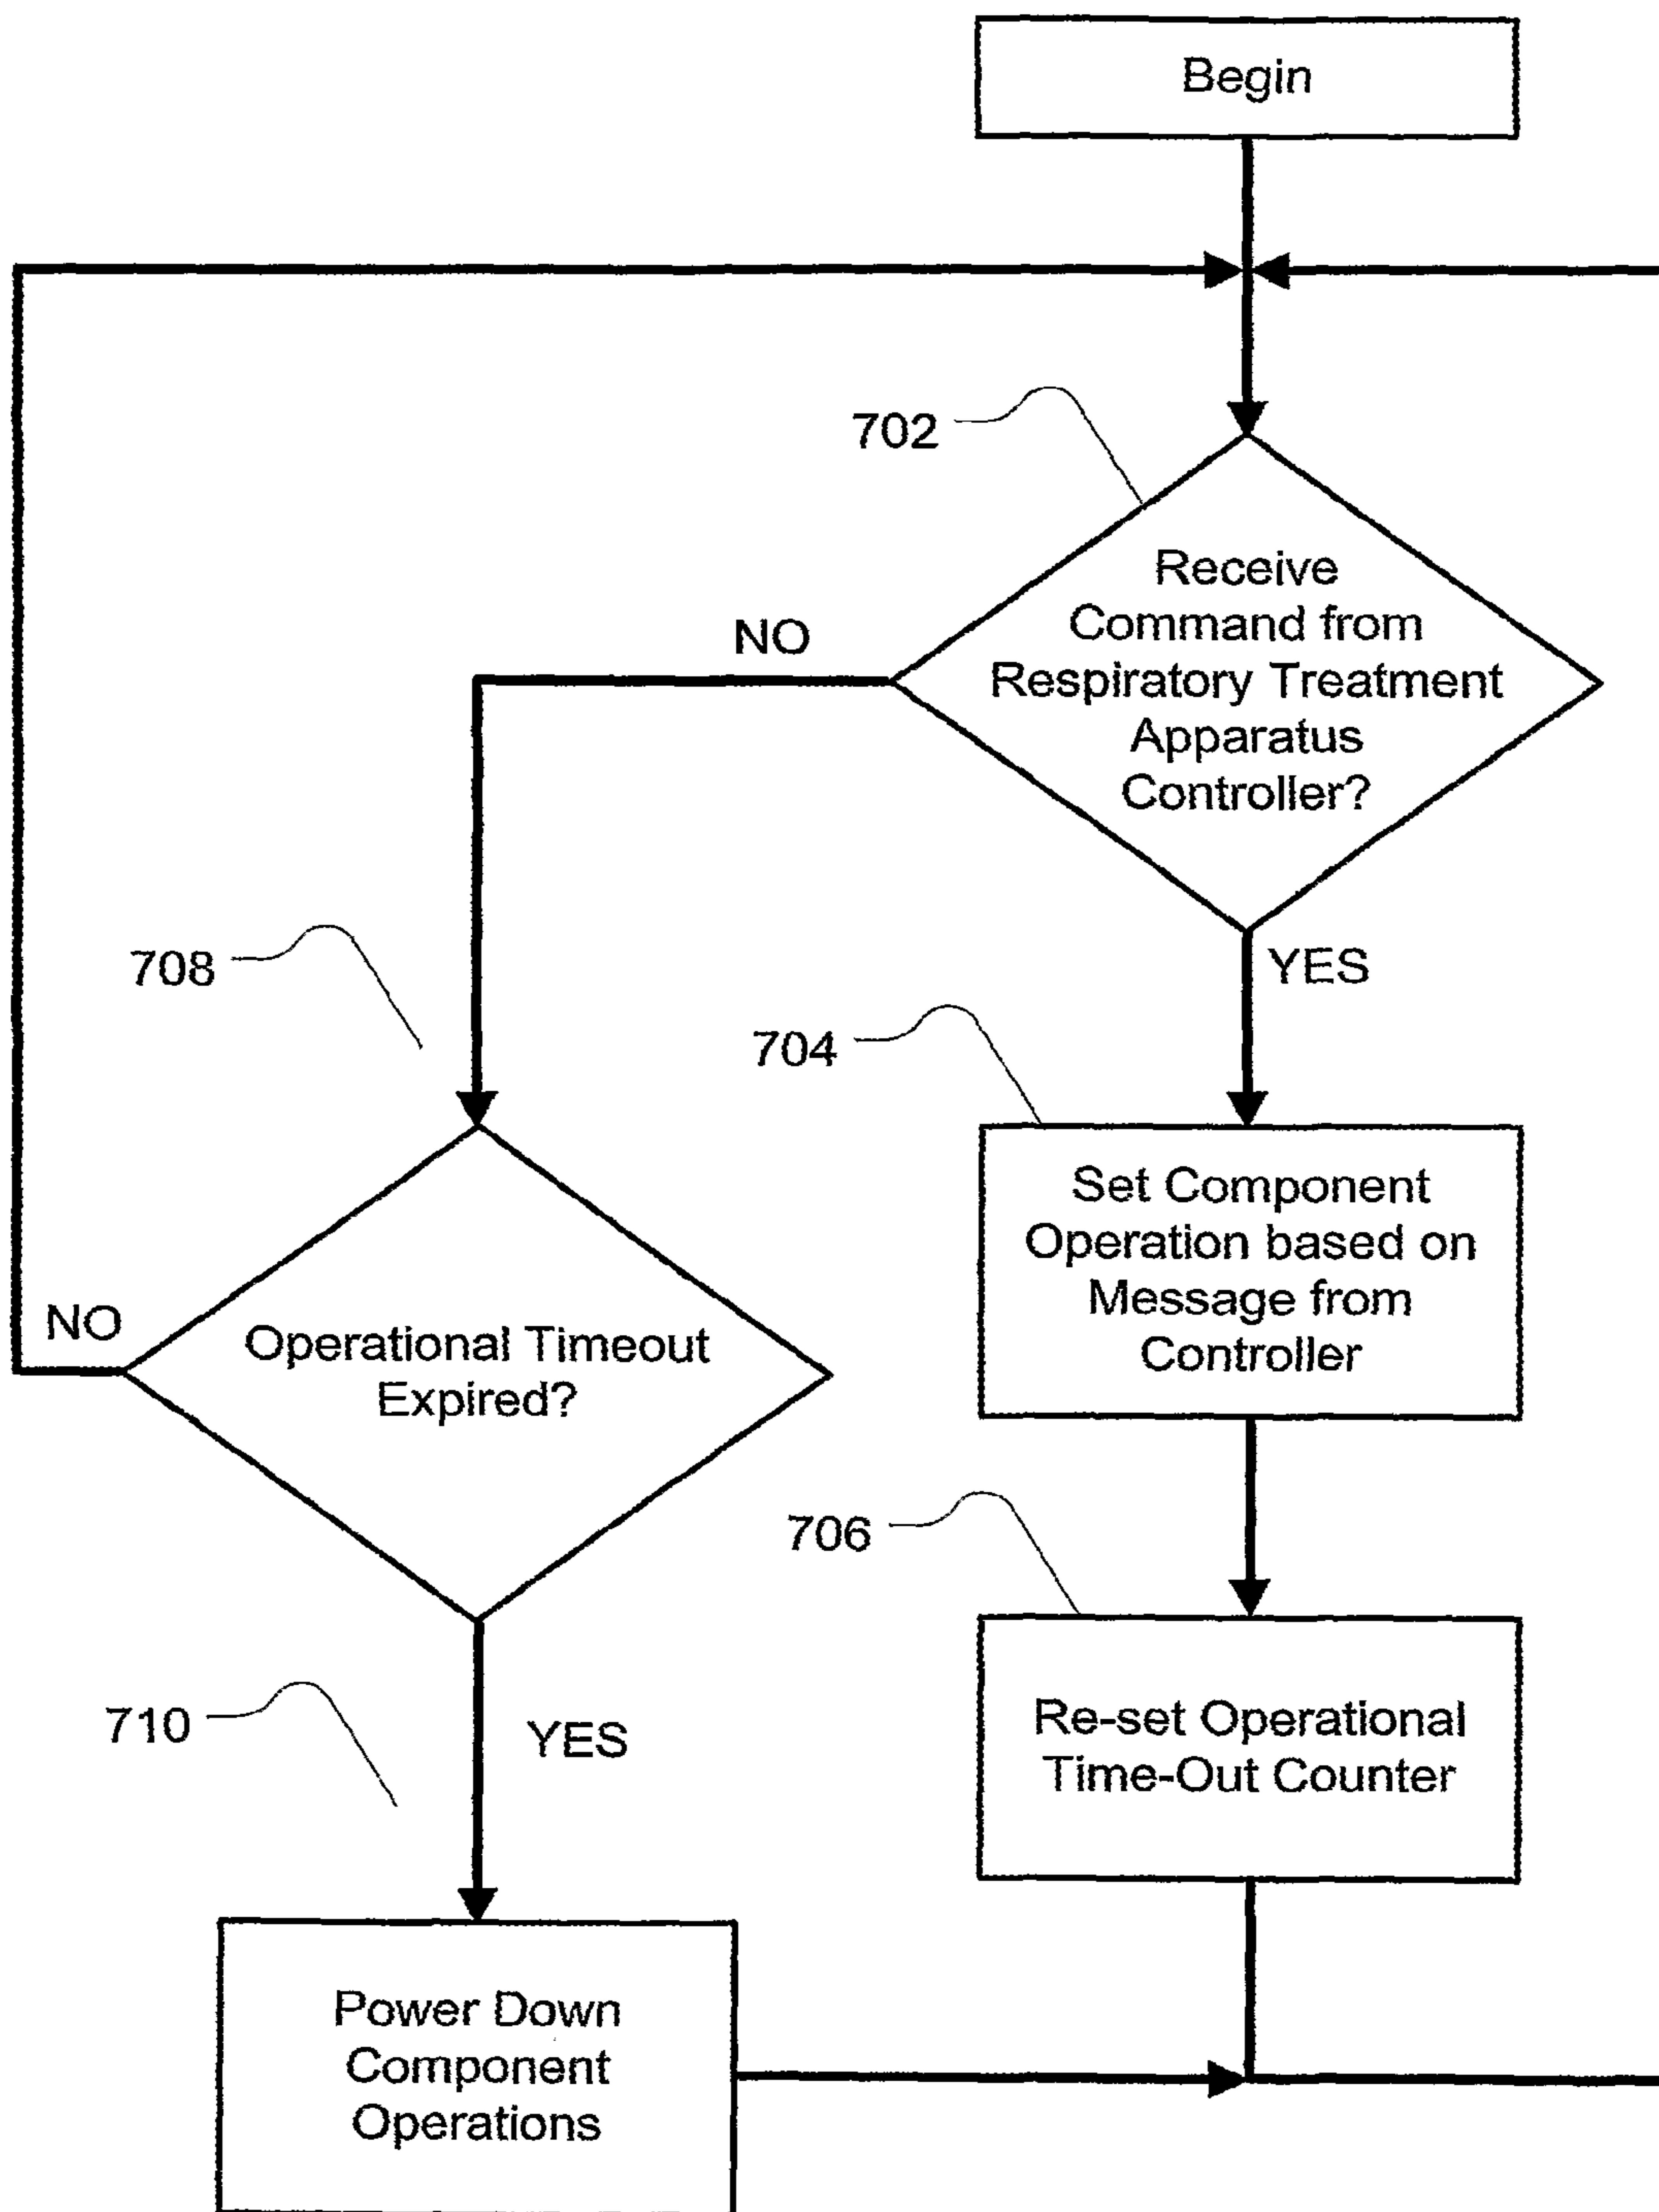 Begin
702
Receive
Command from
Respiratory Treatment
Apparatus
Controller?
NO
YES
708
704
Set Component
Operation based on
Message from
Controller
NO
Operational Timeout
Expired?
706
Re-set Operational
Time-Out Counter
710
YES
Power Down
Component
Operations